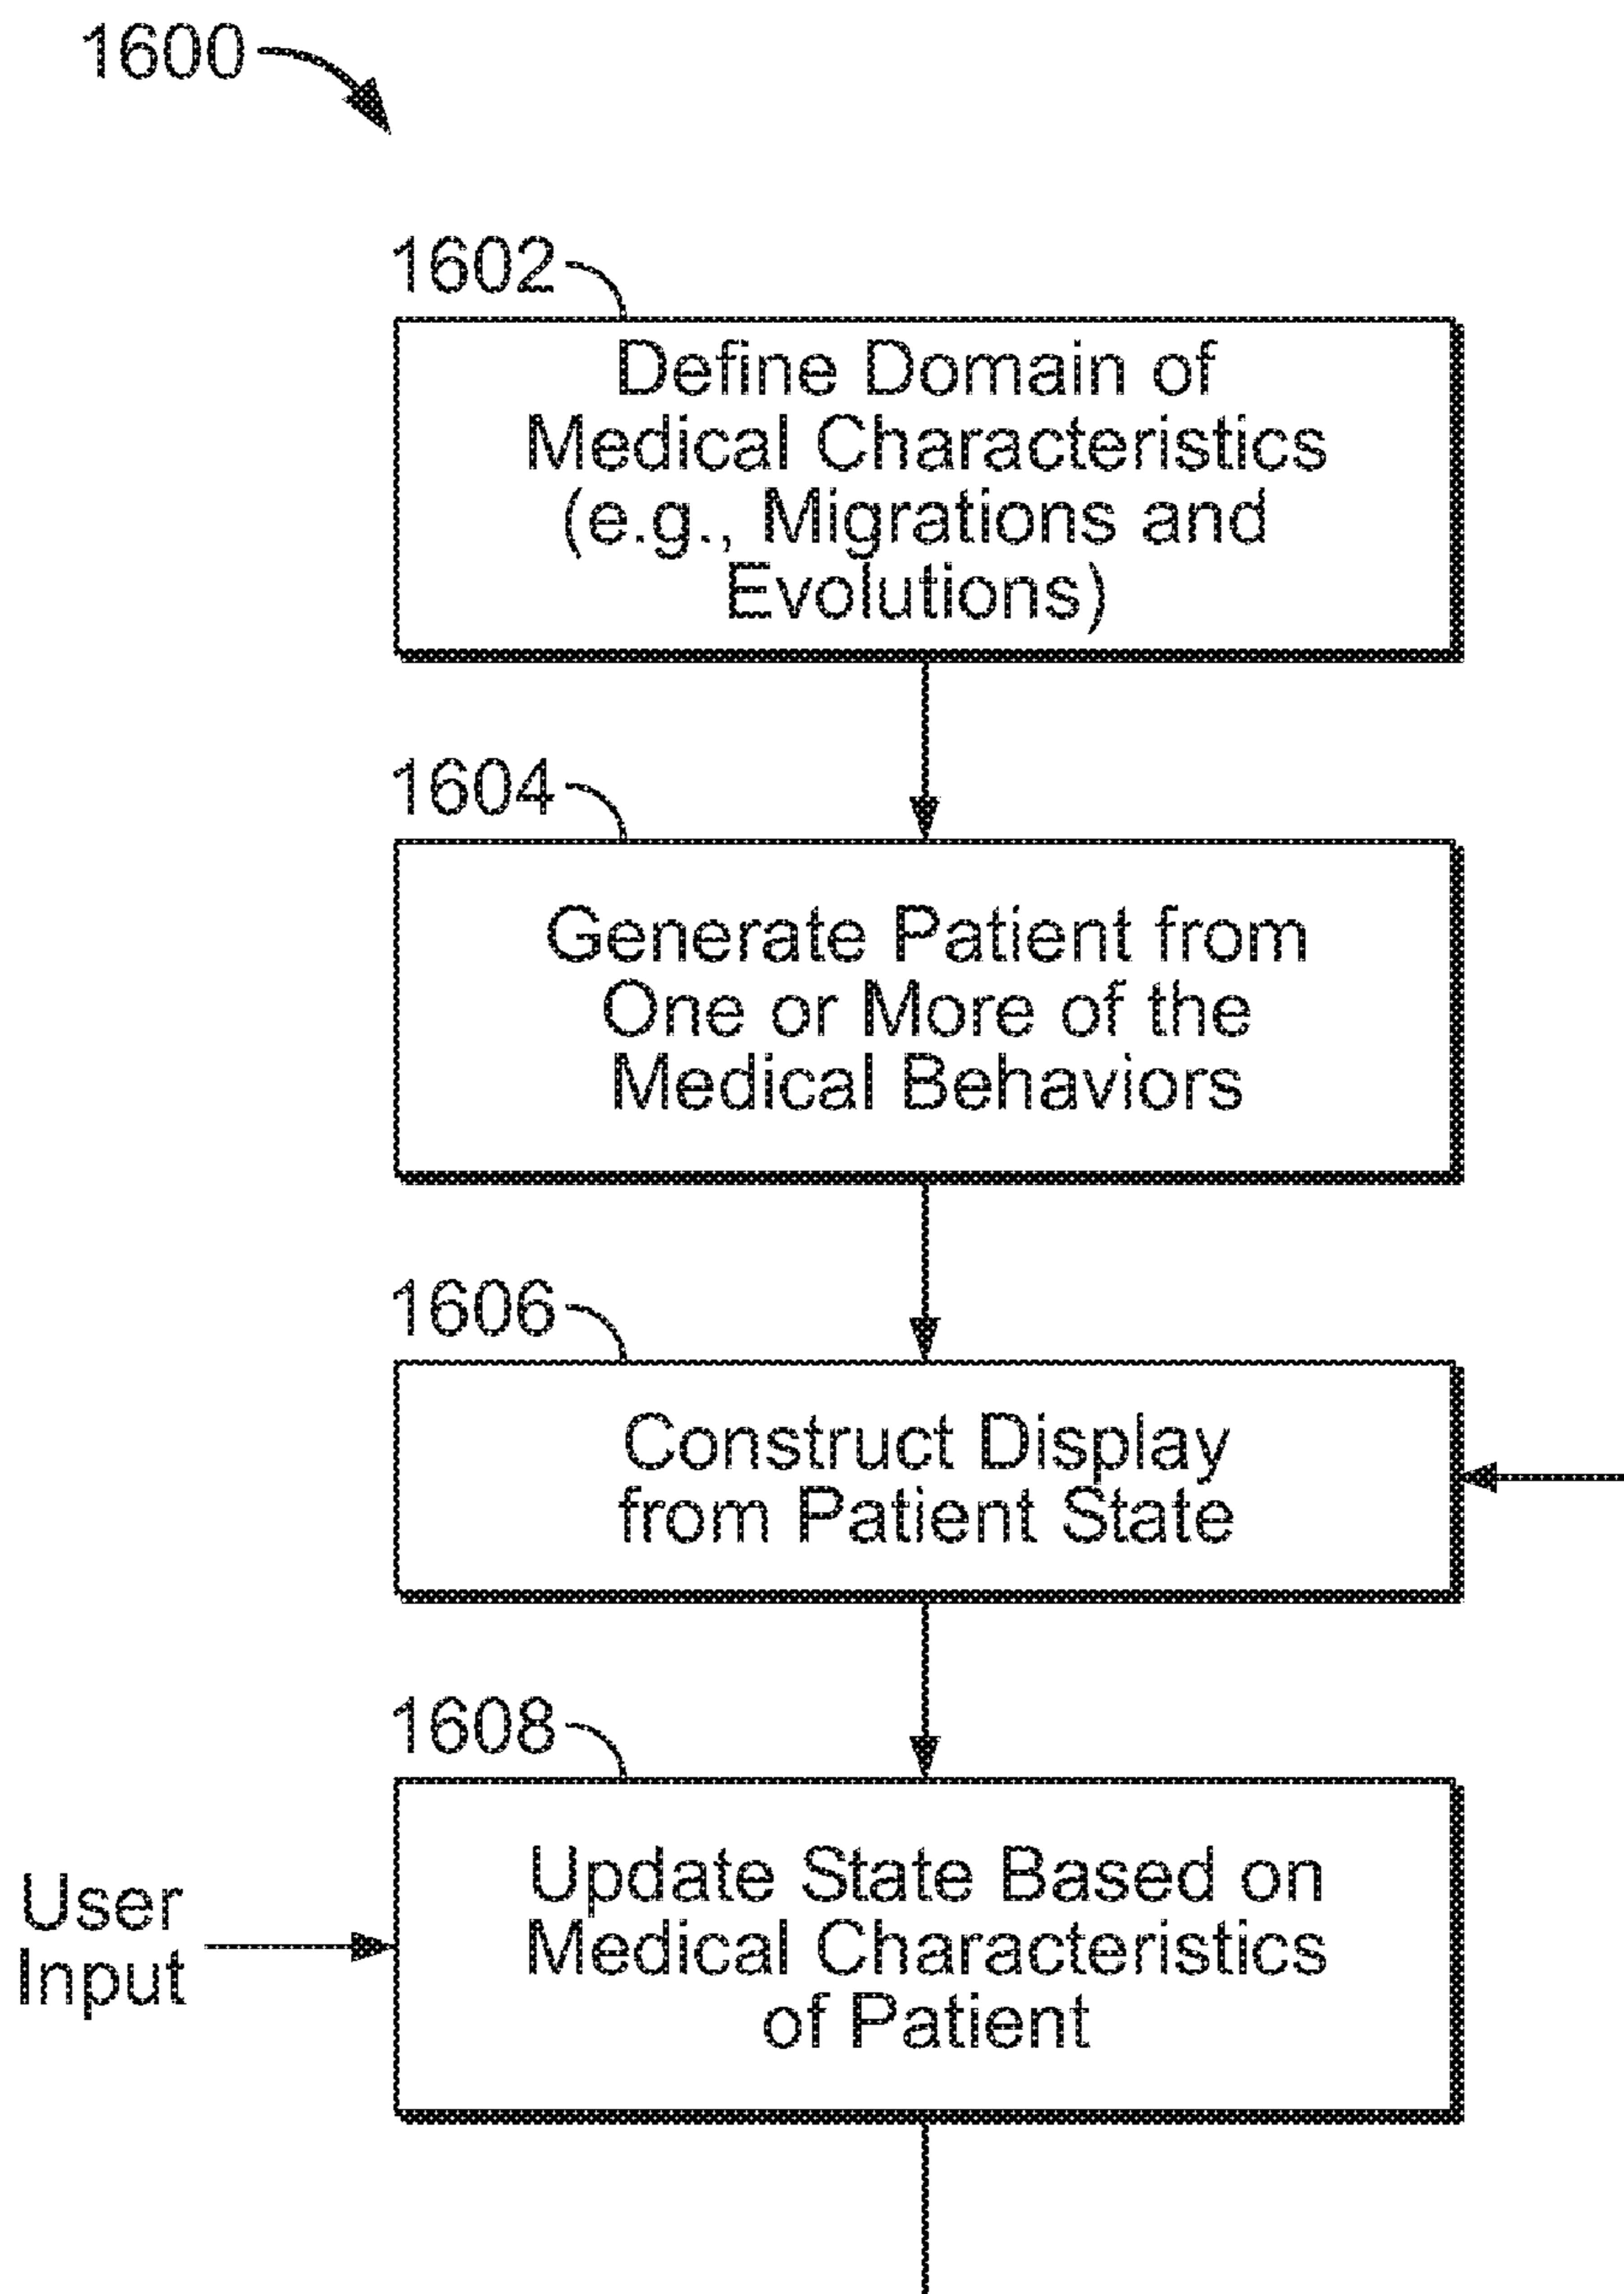 1600
1602
Define Domain of
Medical Characteristics
(e.g., Migrations and
Evolutions)
1604
Generate Patient from
One or More of the
Medical Behaviors
1606
Construct Display
from Patient State
1608
Update State Based on
Medical Characteristics
of Patient
User
Input